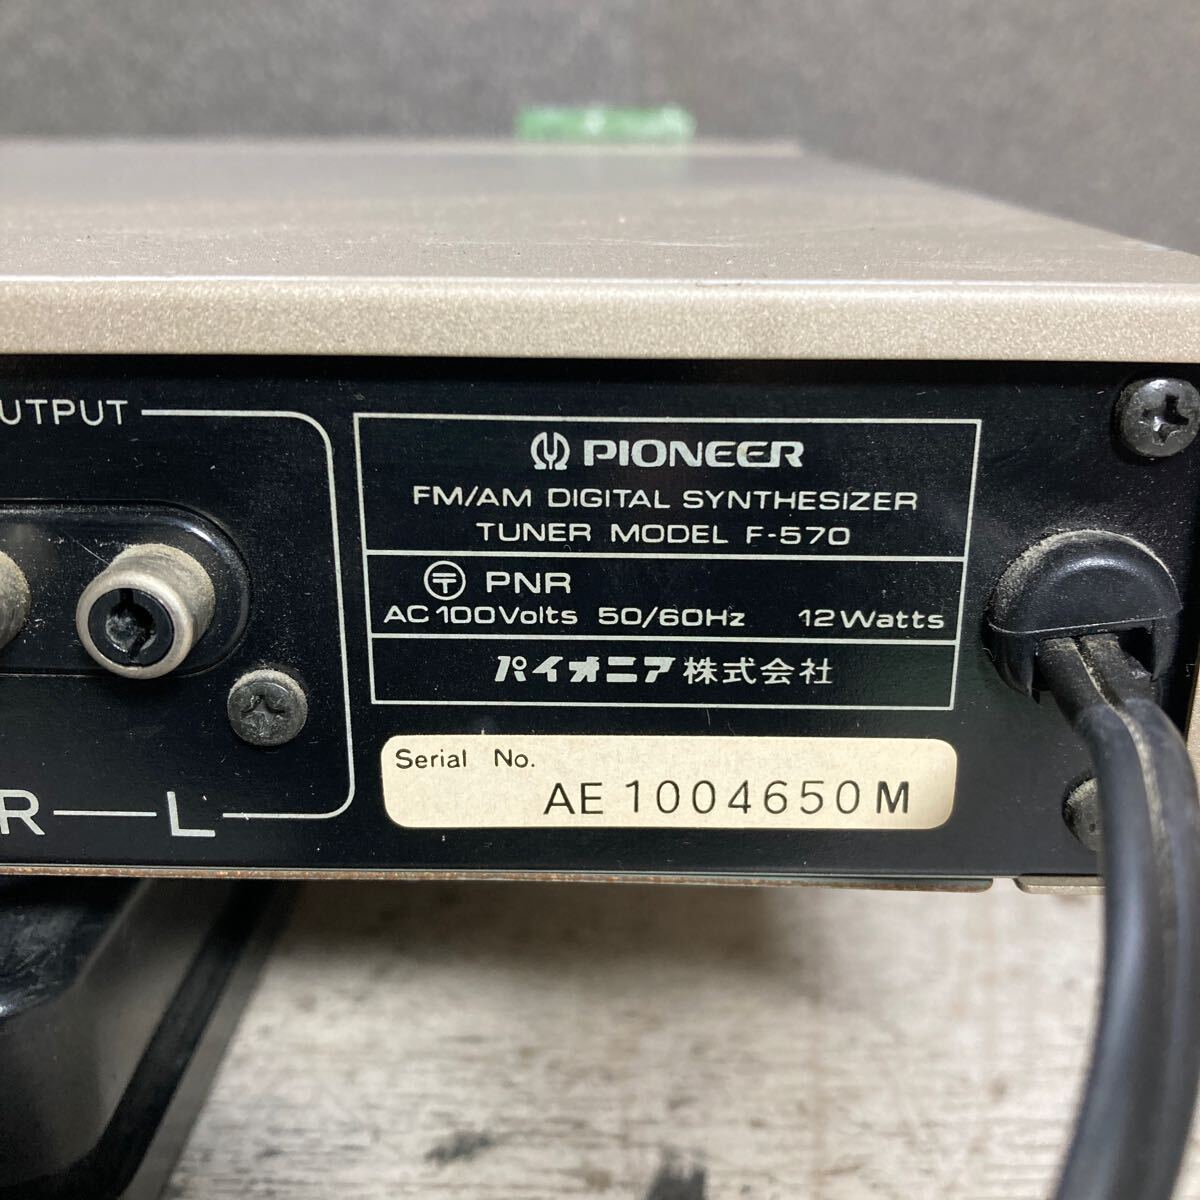 UTPUT
PIONEER
FM/AM DIGITAL SYNTHESIZER
TUNER MODEL F-570
〒 PNR
AC 100Volts 50/60Hz 12Watts
パイオニア株式会社
Serial No.
AE 1004650 M
R L